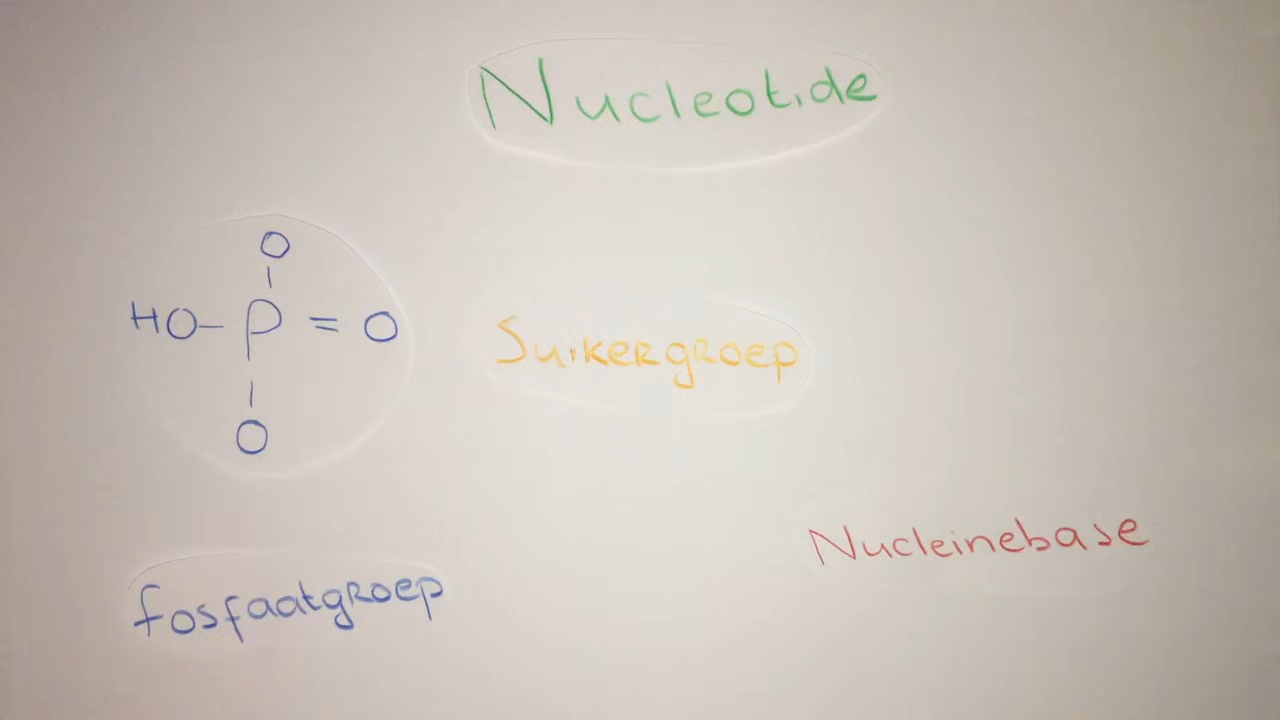 Nucleotide
O
HO-P=O
O
Suikergroep
Nucleinebase
fosfaatgroep